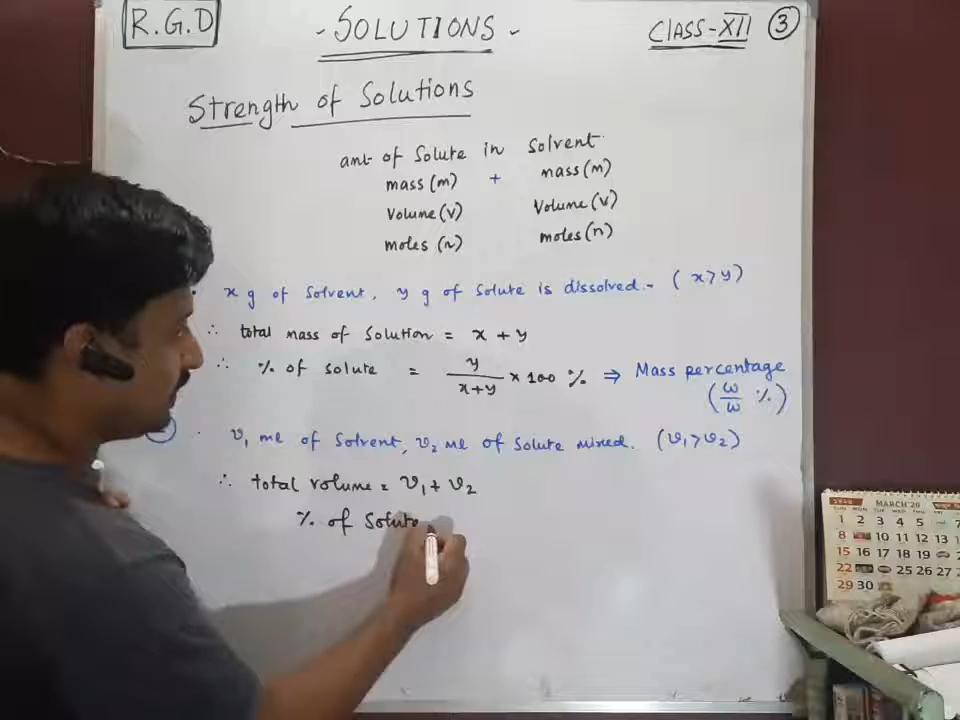 R.G.D
- SOLUTIONS -
CLASS-XII ③
Strength of Solutions
amt of Solute in Solvent
mass (m) + mass (m)
Volume (v) Volume (v)
moles (n) moles (n)
x g of Solvent, y g of Solute is dissolved.- ( x > y )
∴ total mass of Solution = x + y
∴ % of solute = y / x+y × 100 % ⇒ Mass percentage
( w / w % )
v₁ ml of Solvent, v₂ ml of Solute mixed. (v₁ > v₂)
∴ total volume = v₁ + v₂
% of Solute
MARCH'20
1 2 3 4 5 7
8 10 11 12 13
15 16 17 18 19
22 25 26 27
29 30